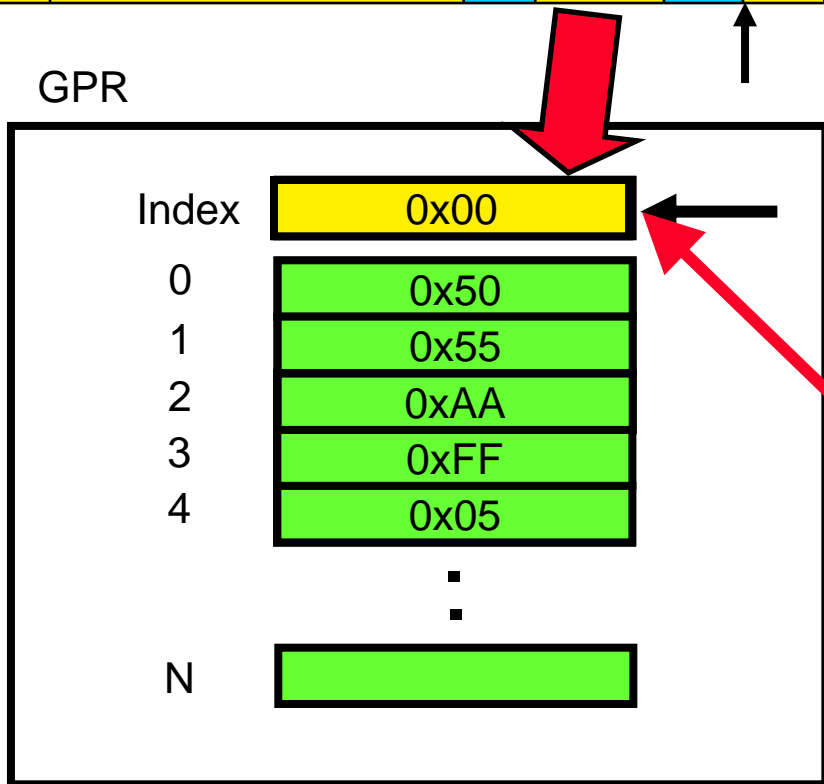 GPR
Index 0x00
0 0x50
1 0x55
2 0xAA
3 0xFF
4 0x05
N